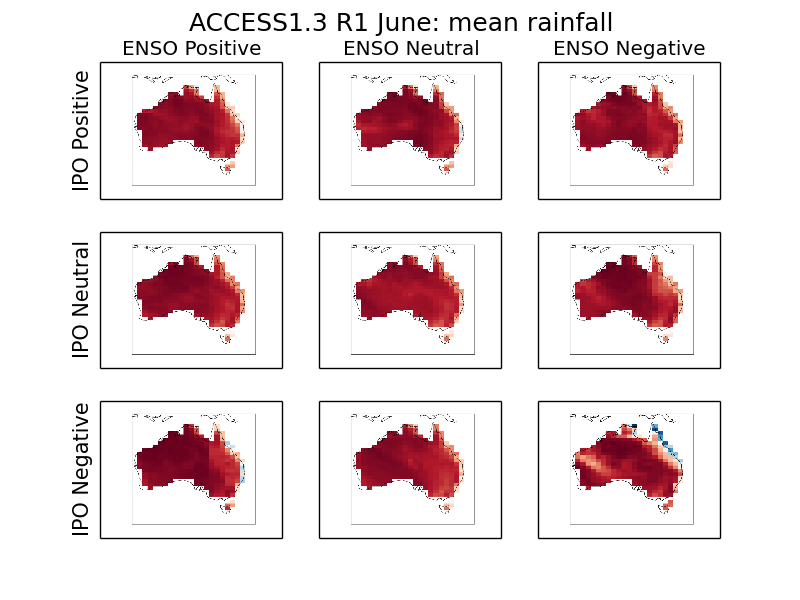 ACCESS1.3 R1 June: mean rainfall
ENSO Positive
ENSO Neutral
ENSO Negative
IPO Positive
IPO Neutral
IPO Negative